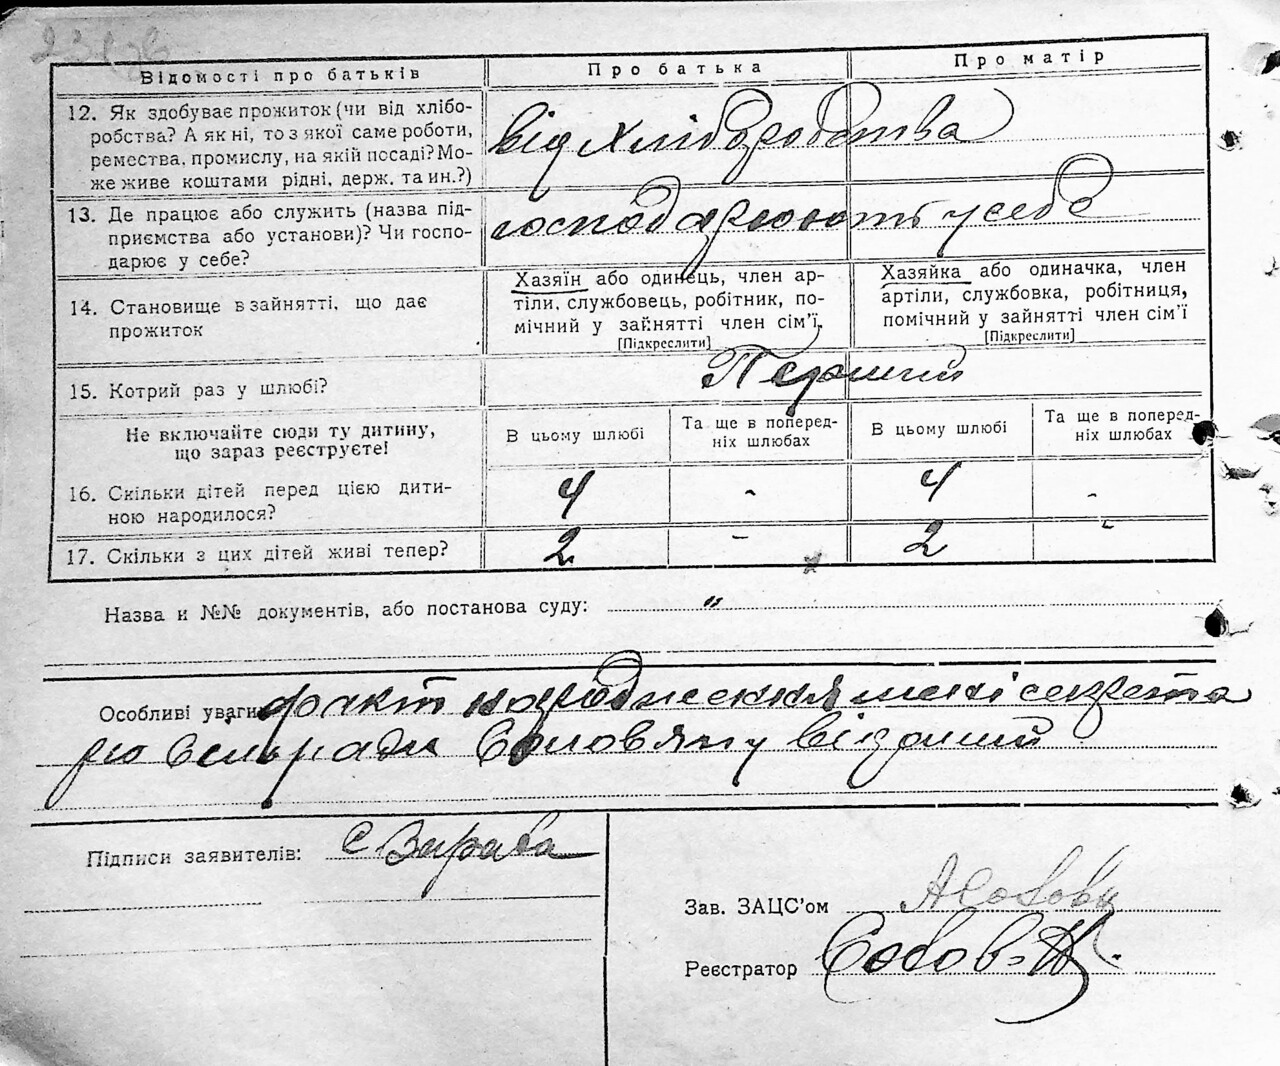 Відомості про батьків
Про батька
Про матір
12. Як здобуває прожиток (чи від хлібо-
робства? А як ні, то з якої саме роботи,
ремества, промислу, на якій посаді? Мо-
же живе коштами рідні, держ. та ин.?)
від хліборобства
13. Де працює або служить (назва під-
приємства або установи)? Чи госпо-
дарює у себе?
господарюють у себе
14. Становище в зайнятті, що дає
прожиток
Хазяїн або одинець, член ар-
тіли, службовець, робітник, по-
мічний у зайнятті член сім'ї.
[Підкреслити]
Хазяйка або одиначка, член
артіли, службовка, робітниця,
помічний у зайнятті член сім'ї
[Підкреслити]
15. Котрий раз у шлюбі?
Перший
Не включайте сюди ту дитину,
що зараз реєструєте!
В цьому шлюбі
Та ще в поперед-
ніх шлюбах
В цьому шлюбі
Та ще в поперед-
ніх шлюбах
16. Скільки дітей перед цією дити-
ною народилося?
4 - 4 -
17. Скільки з цих дітей живі тепер?
2 - 2 -
Назва и №№ документів, або постанова суду: "
Особливі уваги: факт народження мені секрета
рю сільради Соловяну відомий
Підписи заявителів:
Зав. ЗАЦС'ом
Реєстратор